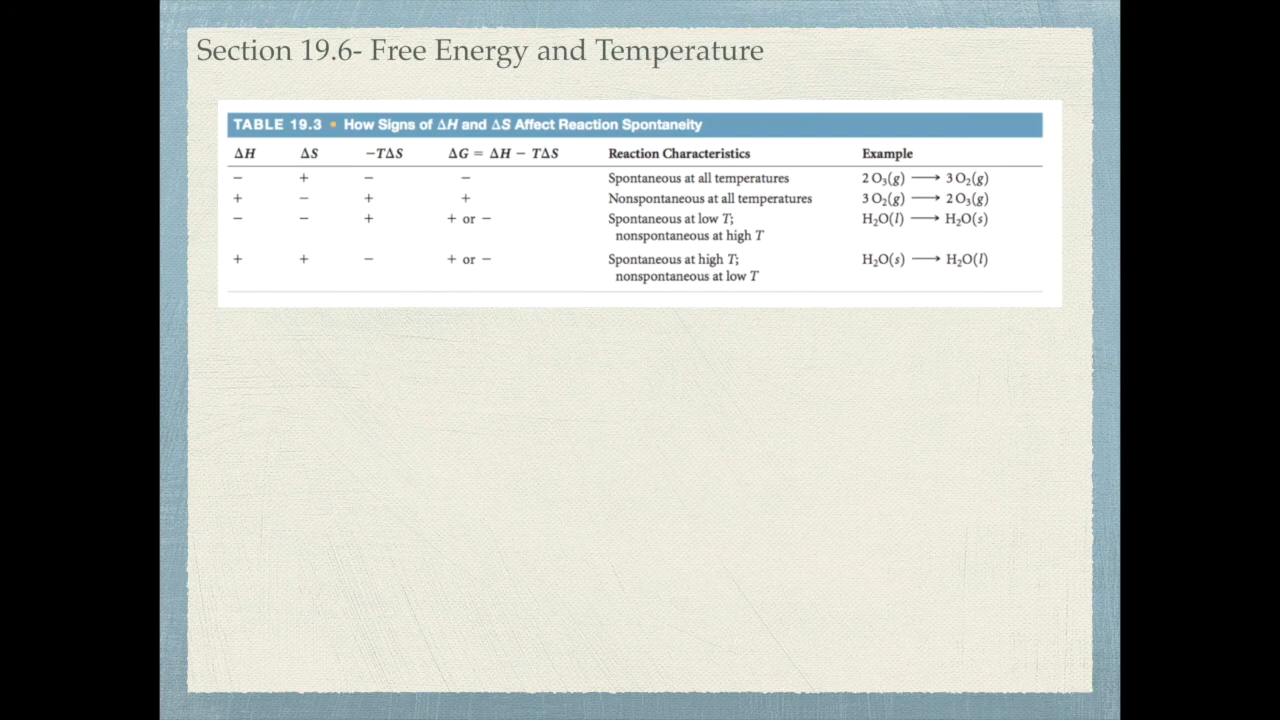 Section 19.6- Free Energy and Temperature
TABLE 19.3 • How Signs of ΔH and ΔS Affect Reaction Spontaneity
ΔH ΔS −TΔS ΔG = ΔH − TΔS Reaction Characteristics Example
− + − − Spontaneous at all temperatures 2 O₃(g) ⟶ 3 O₂(g)
+ − + + Nonspontaneous at all temperatures 3 O₂(g) ⟶ 2 O₃(g)
− − + + or − Spontaneous at low T; H₂O(l) ⟶ H₂O(s)
nonspontaneous at high T
+ + − + or − Spontaneous at high T; H₂O(s) ⟶ H₂O(l)
nonspontaneous at low T